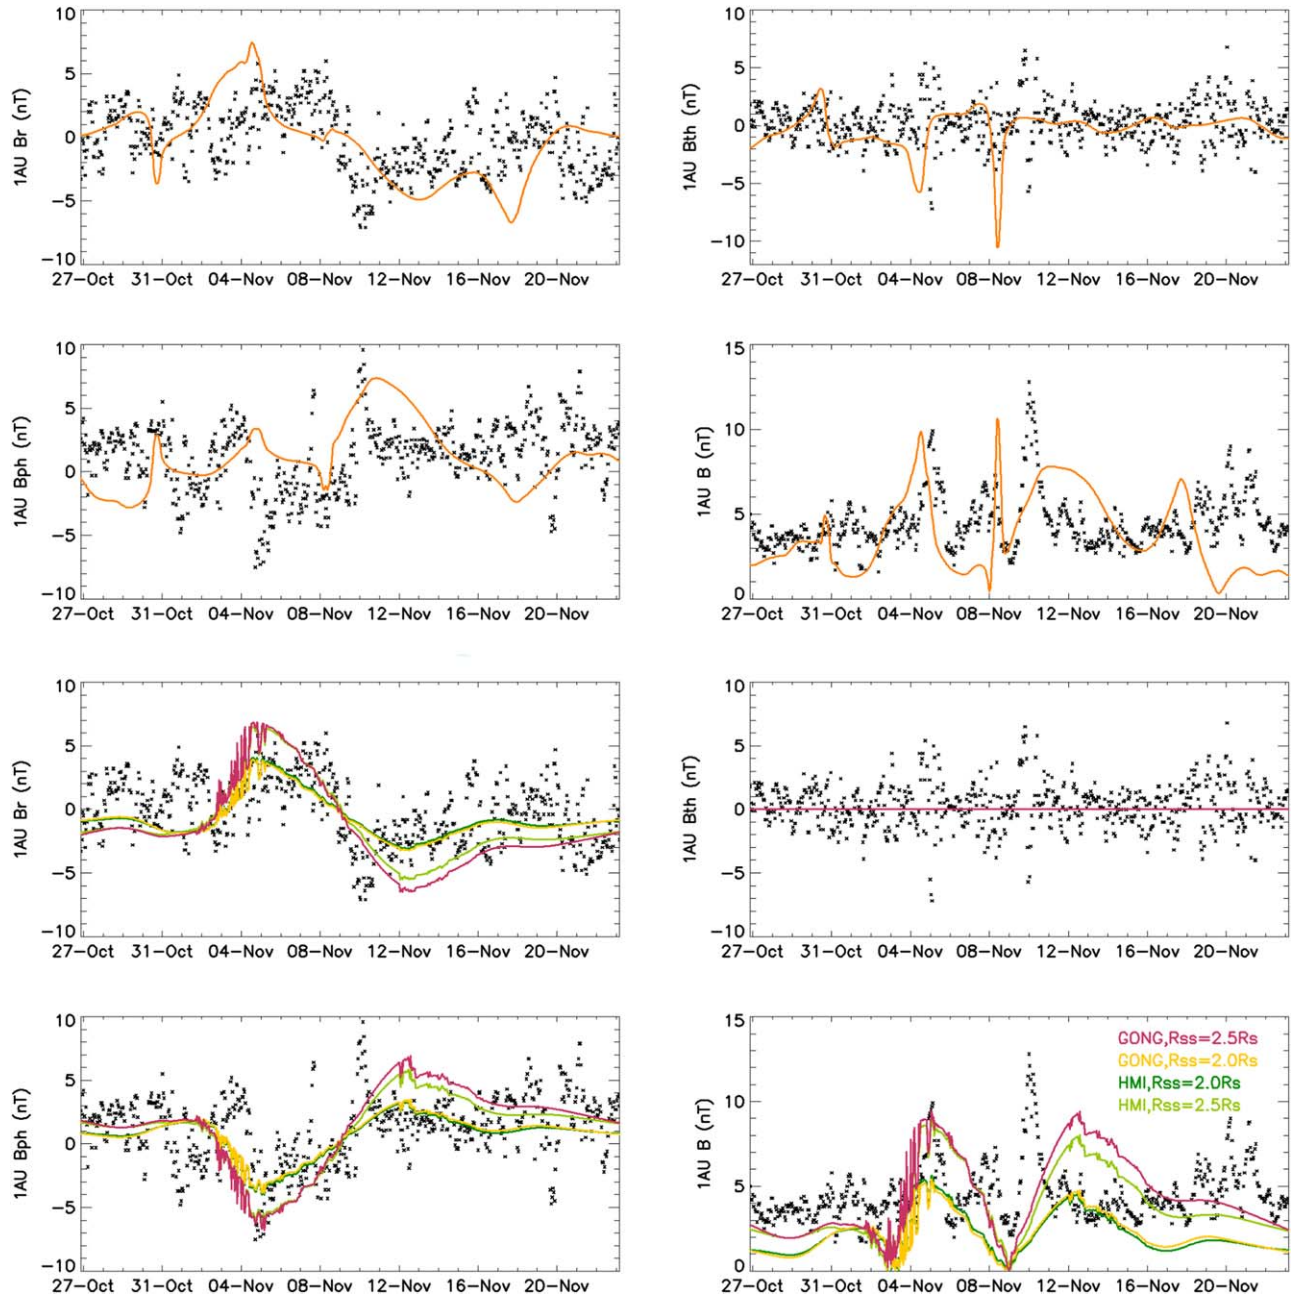 1AU Br (nT)
10
5
0
−5
−10
27−Oct 31−Oct 04−Nov 08−Nov 12−Nov 16−Nov 20−Nov
1AU Bth (nT)
10
5
0
−5
−10
27−Oct 31−Oct 04−Nov 08−Nov 12−Nov 16−Nov 20−Nov
1AU Bph (nT)
10
5
0
−5
−10
27−Oct 31−Oct 04−Nov 08−Nov 12−Nov 16−Nov 20−Nov
1AU B (nT)
15
10
5
0
27−Oct 31−Oct 04−Nov 08−Nov 12−Nov 16−Nov 20−Nov
1AU Br (nT)
10
5
0
−5
−10
27−Oct 31−Oct 04−Nov 08−Nov 12−Nov 16−Nov 20−Nov
1AU Bth (nT)
10
5
0
−5
−10
27−Oct 31−Oct 04−Nov 08−Nov 12−Nov 16−Nov 20−Nov
1AU Bph (nT)
10
5
0
−5
−10
27−Oct 31−Oct 04−Nov 08−Nov 12−Nov 16−Nov 20−Nov
1AU B (nT)
15
10
5
0
GONG,Rss=2.5Rs
GONG,Rss=2.0Rs
HMI,Rss=2.0Rs
HMI,Rss=2.5Rs
27−Oct 31−Oct 04−Nov 08−Nov 12−Nov 16−Nov 20−Nov